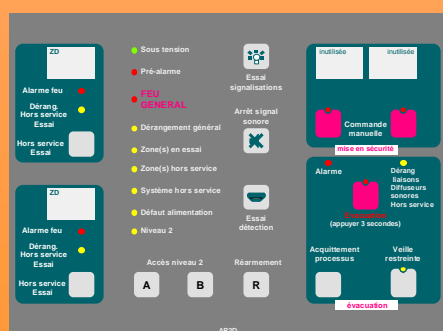 ZD
Alarme feu
Dérang.
Hors service
Essai
Hors service
Essai
ZD
Alarme feu
Dérang.
Hors service
Essai
Hors service
Essai
Sous tension
Pré-alarme
FEU
GENERAL
Dérangement général
Zone(s) en essai
Zone(s) hors service
Système hors service
Défaut alimentation
Niveau 2
Accès niveau 2
A
B
Essai
signalisations
Arrêt signal
sonore
Essai
détection
Réarmement
R
inutilisée
inutilisée
Commande
manuelle
mise en sécurité
Alarme
Dérang
liaisons
Diffuseurs
sonores
Hors service
(appuyer 3 secondes)
Acquittement
processus
Veille
restreinte
évacuation